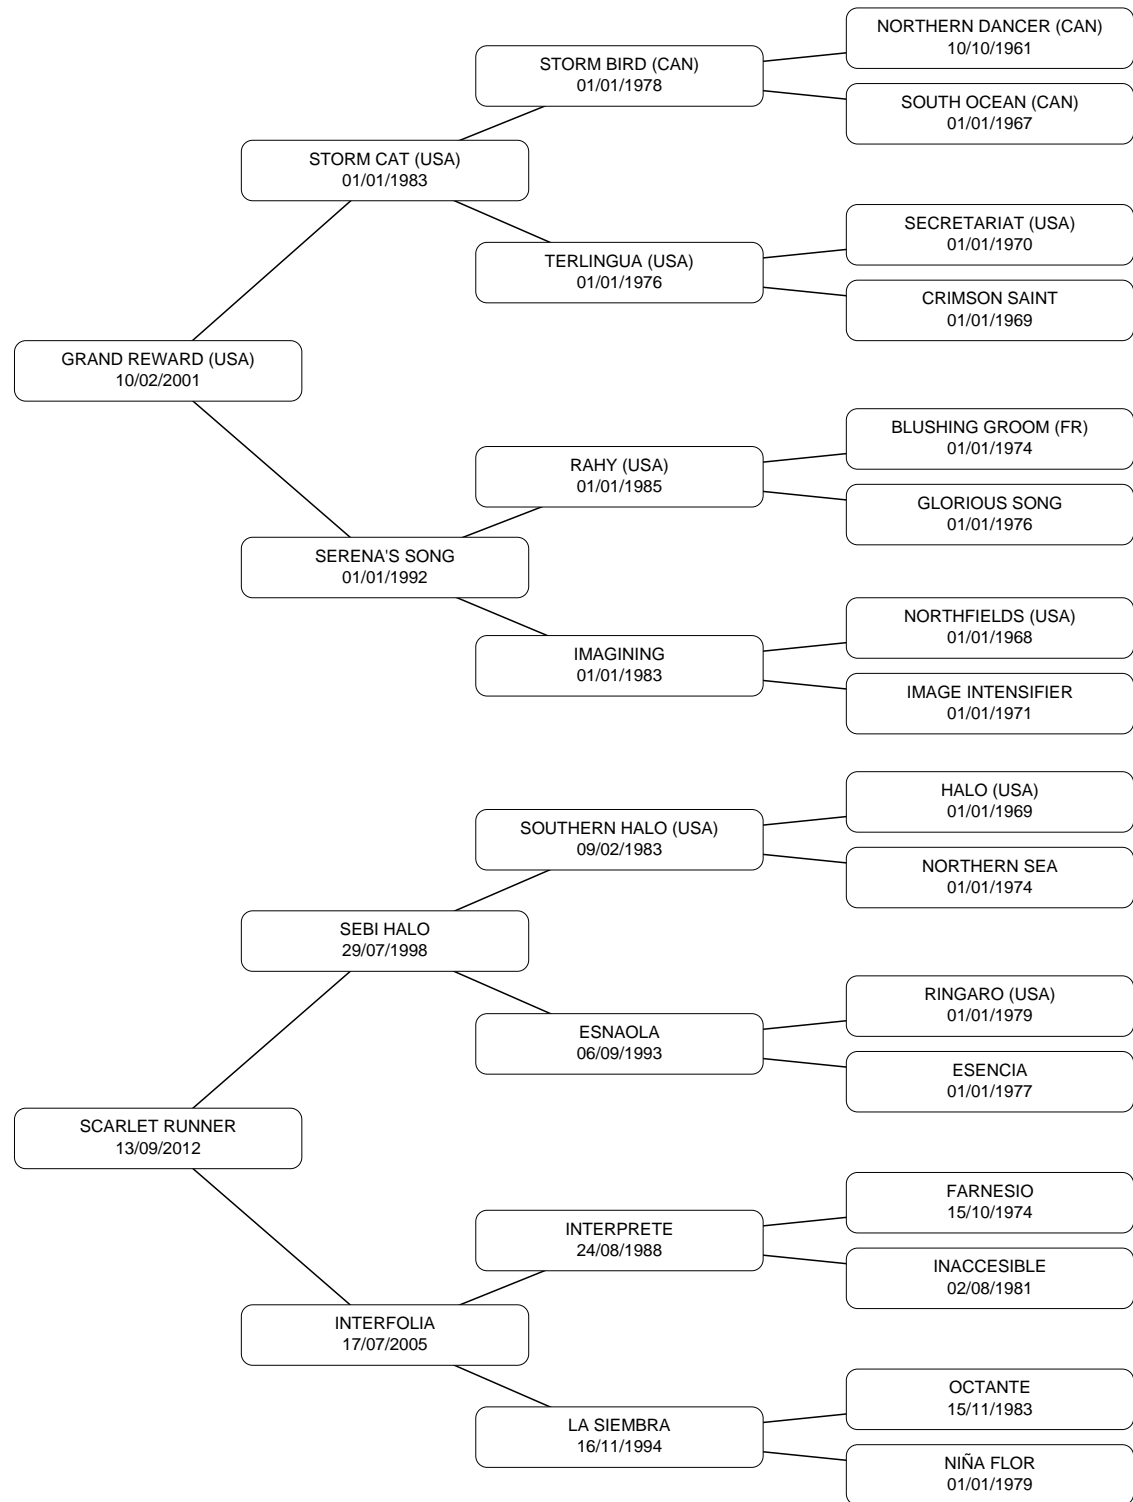 NORTHERN DANCER (CAN)
10/10/1961
STORM BIRD (CAN)
01/01/1978
SOUTH OCEAN (CAN)
01/01/1967
STORM CAT (USA)
01/01/1983
SECRETARIAT (USA)
01/01/1970
TERLINGUA (USA)
01/01/1976
CRIMSON SAINT
01/01/1969
GRAND REWARD (USA)
10/02/2001
BLUSHING GROOM (FR)
01/01/1974
RAHY (USA)
01/01/1985
GLORIOUS SONG
01/01/1976
SERENA'S SONG
01/01/1992
NORTHFIELDS (USA)
01/01/1968
IMAGINING
01/01/1983
IMAGE INTENSIFIER
01/01/1971
HALO (USA)
01/01/1969
SOUTHERN HALO (USA)
09/02/1983
NORTHERN SEA
01/01/1974
SEBI HALO
29/07/1998
RINGARO (USA)
01/01/1979
ESNAOLA
06/09/1993
ESENCIA
01/01/1977
SCARLET RUNNER
13/09/2012
FARNESIO
15/10/1974
INTERPRETE
24/08/1988
INACCESIBLE
02/08/1981
INTERFOLIA
17/07/2005
OCTANTE
15/11/1983
LA SIEMBRA
16/11/1994
NIÑA FLOR
01/01/1979